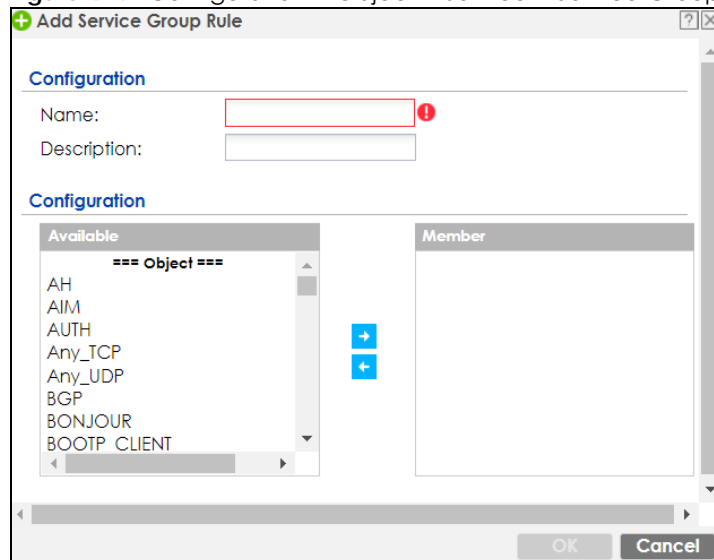 Add Service Group Rule
?
Configuration
Name:
Description:
Configuration
Available
Member
=== Object ===
AH
AIM
AUTH
Any_TCP
Any_UDP
BGP
BONJOUR
BOOTP_CLIENT
OK
Cancel